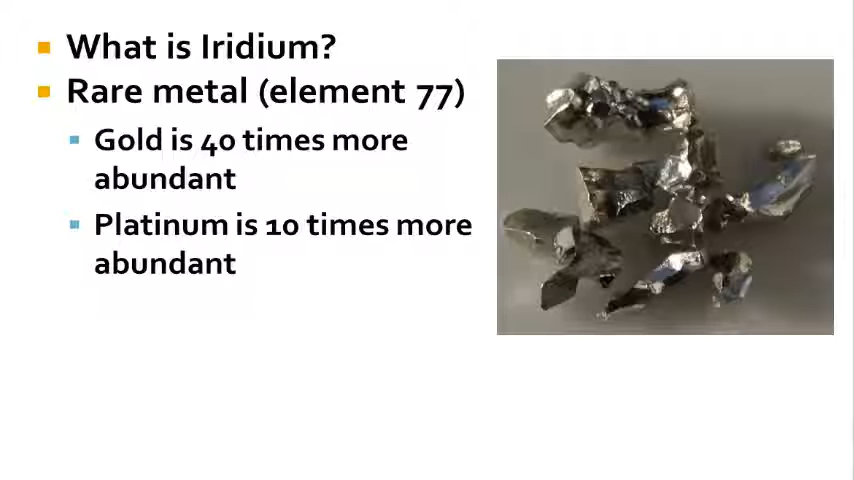 What is Iridium?
Rare metal (element 77)
Gold is 40 times more
abundant
Platinum is 10 times more
abundant